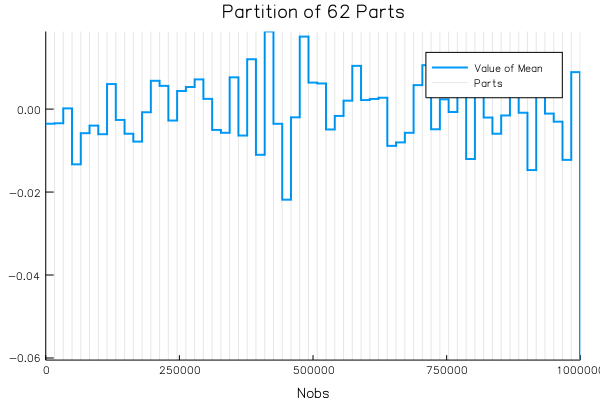 Partition of 62 Parts
Value of Mean
Parts
0.00
−0.02
−0.04
−0.06
0 250000 500000 750000 1000000
Nobs